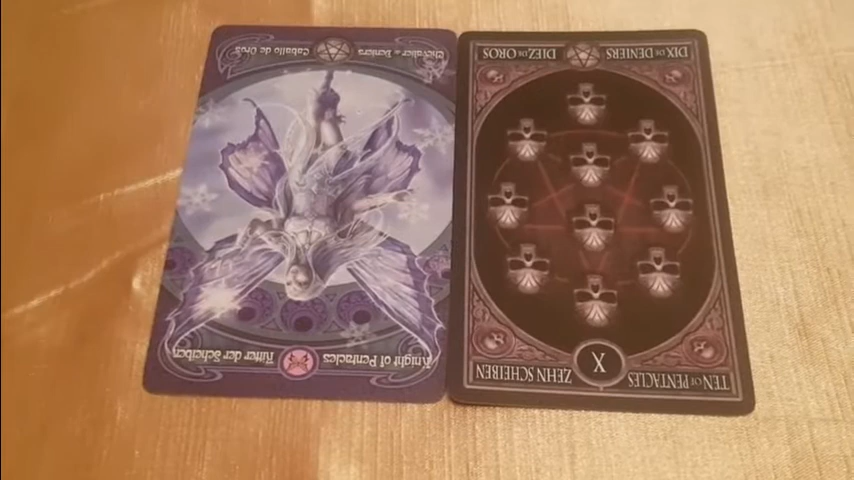 Knight of Pentacles
Ritter der Scheiben
Chevalier de Deniers
Caballo de Oros
TEN OF PENTACLES
X
ZEHN SCHEIBEN
DIX DE DENIERS
DIEZ DE OROS